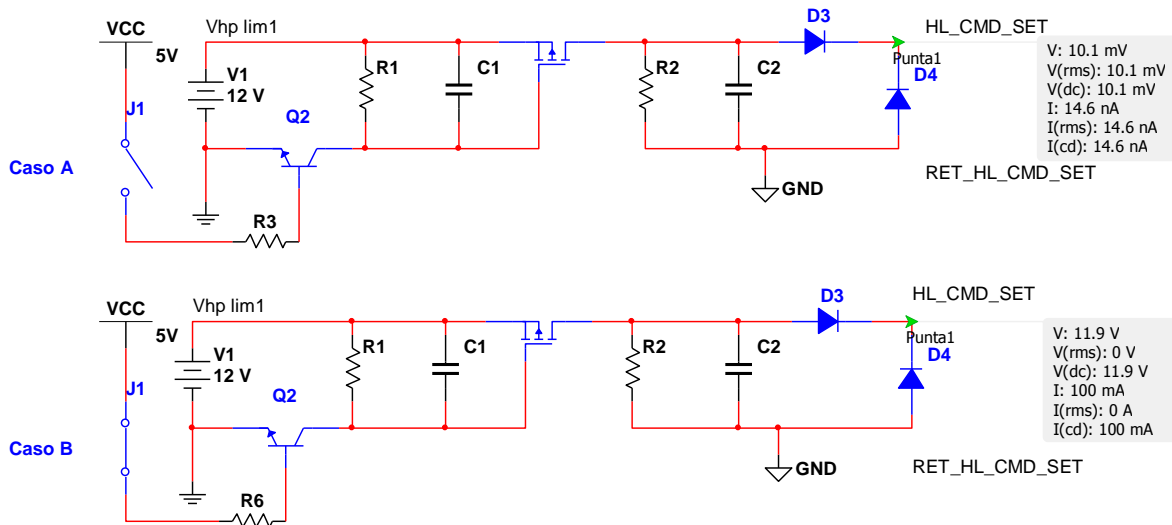 Vhp lim1
D3
HL_CMD_SET
VCC
5V
V1
12 V
R1
C1
R2
C2
Punta1
D4
V: 10.1 mV
V(rms): 10.1 mV
V(dc): 10.1 mV
I: 14.6 nA
I(rms): 14.6 nA
I(cd): 14.6 nA
J1
Q2
Caso A
RET_HL_CMD_SET
GND
R3
Vhp lim1
D3
HL_CMD_SET
VCC
5V
V1
12 V
R1
C1
R2
C2
Punta1
D4
V: 11.9 V
V(rms): 0 V
V(dc): 11.9 V
I: 100 mA
I(rms): 0 A
I(cd): 100 mA
J1
Q2
Caso B
RET_HL_CMD_SET
GND
R6